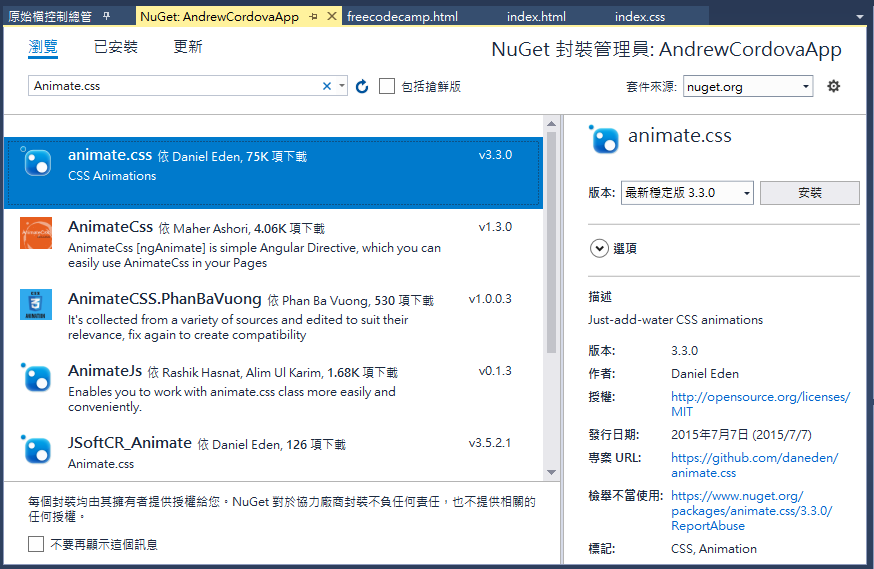 原始檔控制總管
NuGet: AndrewCordovaApp
freecodecamp.html
index.html
index.css
瀏覽
已安裝
更新
NuGet 封裝管理員: AndrewCordovaApp
Animate.css
包括搶鮮版
套件來源:
nuget.org
animate.css 依 Daniel Eden, 75K 項下載
v3.3.0
CSS Animations
AnimateCss 依 Maher Ashori, 4.06K 項下載
v1.3.0
AnimateCss [ngAnimate] is simple Angular Directive, which you can
easily use AnimateCss in your Pages
AnimateCSS.PhanBaVuong 依 Phan Ba Vuong, 530 項下載
v1.0.0.3
It's collected from a variety of sources and edited to suit their
relevance, fix again to create compatibility
AnimateJs 依 Rashik Hasnat, Alim Ul Karim, 1.68K 項下載
v0.1.3
Enables you to work with animate.css class more easily and
conveniently.
JSoftCR_Animate 依 Daniel Eden, 126 項下載
v3.5.2.1
Animate.css
每個封裝均由其擁有者提供授權給您。NuGet 對於協力廠商封裝不負任何責任，也不提供相關的
任何授權。
不要再顯示這個訊息
animate.css
版本:
最新穩定版 3.3.0
安裝
選項
描述
Just-add-water CSS animations
版本: 3.3.0
作者: Daniel Eden
授權: http://opensource.org/licenses/
MIT
發行日期: 2015年7月7日 (2015/7/7)
專案 URL: https://github.com/daneden/
animate.css
檢舉不當使用: https://www.nuget.org/
packages/animate.css/3.3.0/
ReportAbuse
標記: CSS, Animation